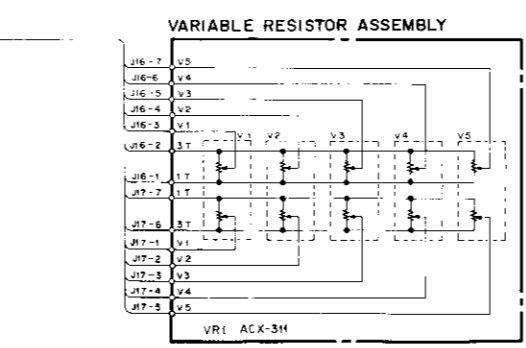 VARIABLE RESISTOR ASSEMBLY
J16-7 V5
J16-6 V4
J16-5 V3
J16-4 V2
J16-3 V1
J16-2 3T
V1 V2 V3 V4 V5
J16-1 1T
J17-7 1T
J17-6 3T
J17-1 V1
J17-2 V2
J17-3 V3
J17-4 V4
J17-5 V5
VR1 ACX-311